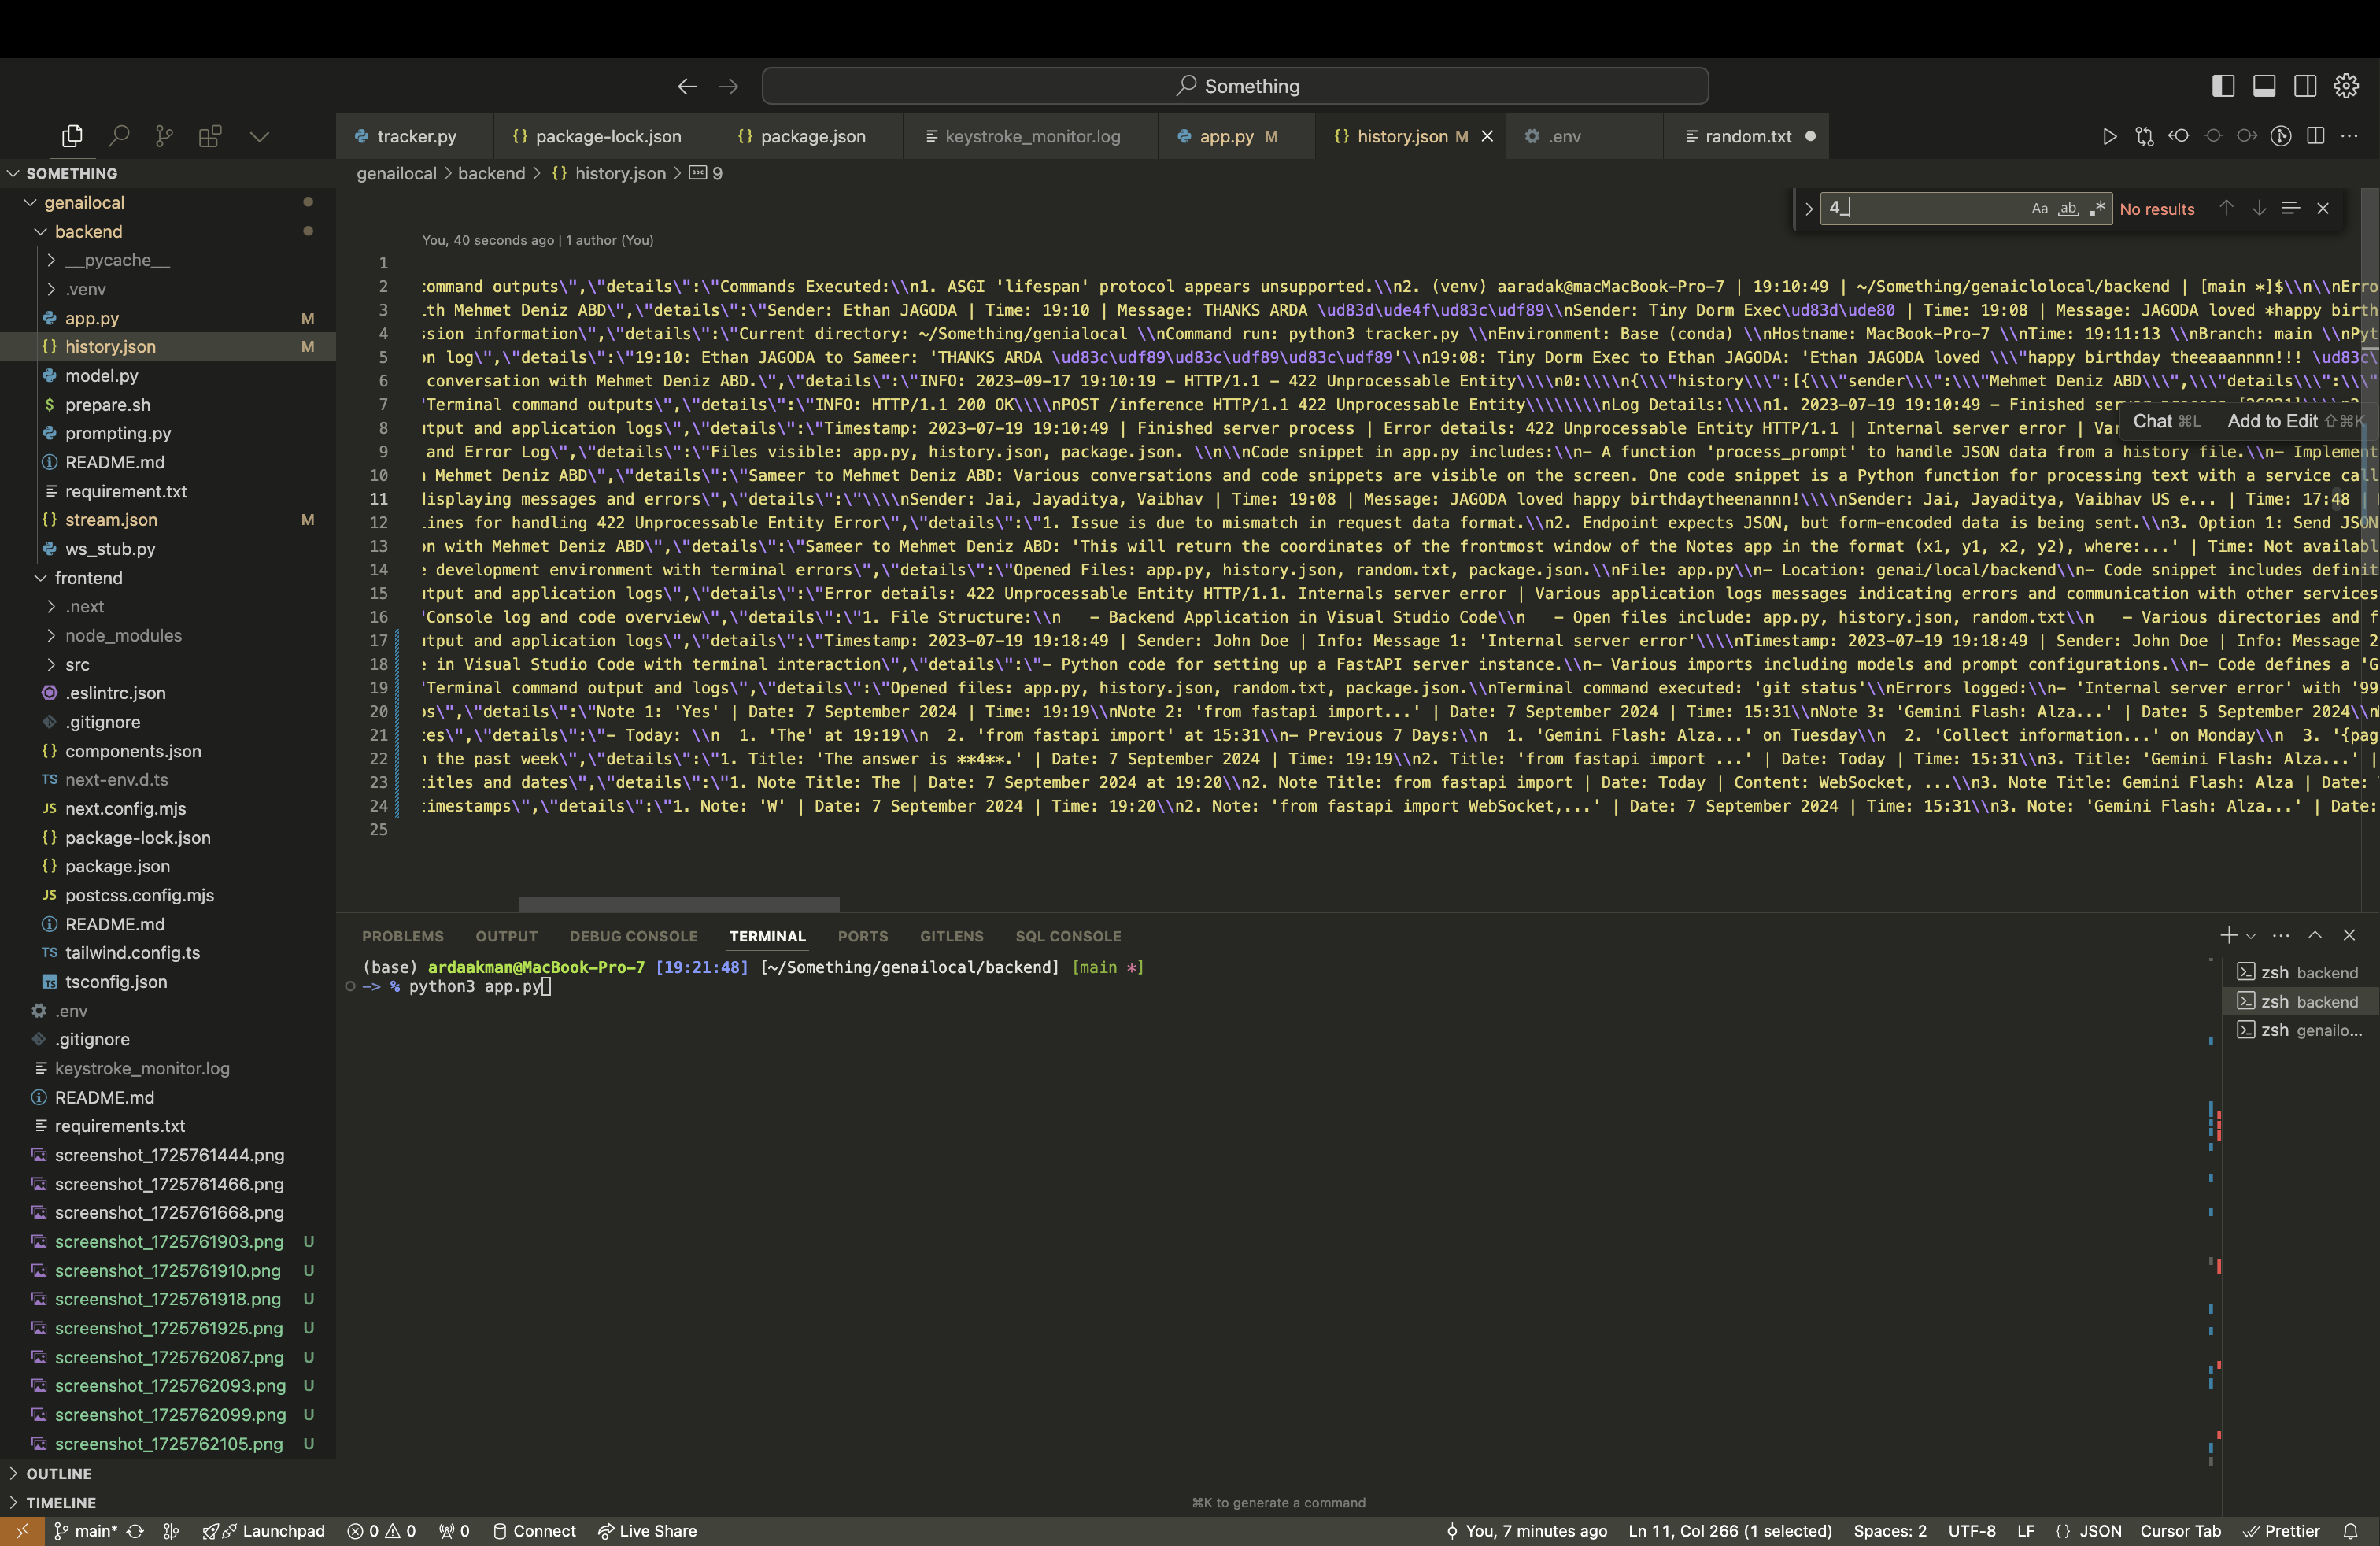 Something
tracker.py
package-lock.json
package.json
keystroke_monitor.log
app.py M
history.json M
.env
random.txt
SOMETHING
genailocal
backend
__pycache__
.venv
app.py M
history.json M
model.py
prepare.sh
prompting.py
README.md
requirement.txt
stream.json M
ws_stub.py
frontend
.next
node_modules
src
.eslintrc.json
.gitignore
components.json
next-env.d.ts
next.config.mjs
package-lock.json
package.json
postcss.config.mjs
README.md
tailwind.config.ts
tsconfig.json
.env
.gitignore
keystroke_monitor.log
README.md
requirements.txt
screenshot_1725761444.png
screenshot_1725761466.png
screenshot_1725761668.png
screenshot_1725761903.png U
screenshot_1725761910.png U
screenshot_1725761918.png U
screenshot_1725761925.png U
screenshot_1725762087.png U
screenshot_1725762093.png U
screenshot_1725762099.png U
screenshot_1725762105.png U
OUTLINE
TIMELINE
genailocal > backend > {} history.json > abc 9
4_
Aa ab .* No results
You, 40 seconds ago | 1 author (You)
1
2 command outputs\",\"details\":\"Commands Executed:\\n1. ASGI 'lifespan' protocol appears unsupported.\\n2. (venv) aaradak@macMacBook-Pro-7 | 19:10:49 | ~/Something/genaiclolocal/backend | [main *]$\\n\\nErro
3 ith Mehmet Deniz ABD\",\"details\":\"Sender: Ethan JAGODA | Time: 19:10 | Message: THANKS ARDA \ud83d\ude4f\ud83c\udf89\\nSender: Tiny Dorm Exec\ud83d\ude80 | Time: 19:08 | Message: JAGODA loved *happy birth
4 ssion information\",\"details\":\"Current directory: ~/Something/genialocal \\nCommand run: python3 tracker.py \\nEnvironment: Base (conda) \\nHostname: MacBook-Pro-7 \\nTime: 19:11:13 \\nBranch: main \\nPyt
5 on log\",\"details\":\"19:10: Ethan JAGODA to Sameer: 'THANKS ARDA \ud83c\udf89\ud83c\udf89\ud83c\udf89'\\n19:08: Tiny Dorm Exec to Ethan JAGODA: 'Ethan JAGODA loved \\\"happy birthday theeaaannnn!!! \ud83c\
6 conversation with Mehmet Deniz ABD.\",\"details\":\"INFO: 2023-09-17 19:10:19 - HTTP/1.1 - 422 Unprocessable Entity\\\\n0:\\\\n{\\\"history\\\":[{\\\"sender\\\":\\\"Mehmet Deniz ABD\\\",\\\"details\\\":\\\"
7 "Terminal command outputs\",\"details\":\"INFO: HTTP/1.1 200 OK\\\\nPOST /inference HTTP/1.1 422 Unprocessable Entity\\\\\\\\nLog Details:\\\\n1. 2023-07-19 19:10:49 - Finished server process
8 utput and application logs\",\"details\":\"Timestamp: 2023-07-19 19:10:49 | Finished server process | Error details: 422 Unprocessable Entity HTTP/1.1 | Internal server error | Var
9 and Error Log\",\"details\":\"Files visible: app.py, history.json, package.json. \\n\\nCode snippet in app.py includes:\\n- A function 'process_prompt' to handle JSON data from a history file.\\n- Implement
10 n Mehmet Deniz ABD\",\"details\":\"Sameer to Mehmet Deniz ABD: Various conversations and code snippets are visible on the screen. One code snippet is a Python function for processing text with a service call
11 displaying messages and errors\",\"details\":\"\\\\nSender: Jai, Jayaditya, Vaibhav | Time: 19:08 | Message: JAGODA loved happy birthdaytheenannn!\\\\nSender: Jai, Jayaditya, Vaibhav US e... | Time: 17:48 |
12 lines for handling 422 Unprocessable Entity Error\",\"details\":\"1. Issue is due to mismatch in request data format.\\n2. Endpoint expects JSON, but form-encoded data is being sent.\\n3. Option 1: Send JSON
13 on with Mehmet Deniz ABD\",\"details\":\"Sameer to Mehmet Deniz ABD: 'This will return the coordinates of the frontmost window of the Notes app in the format (x1, y1, x2, y2), where:...' | Time: Not availabl
14 e development environment with terminal errors\",\"details\":\"Opened Files: app.py, history.json, random.txt, package.json.\\nFile: app.py\\n- Location: genai/local/backend\\n- Code snippet includes definit
15 utput and application logs\",\"details\":\"Error details: 422 Unprocessable Entity HTTP/1.1. Internals server error | Various application logs messages indicating errors and communication with other services
16 "Console log and code overview\",\"details\":\"1. File Structure:\\n   - Backend Application in Visual Studio Code\\n   - Open files include: app.py, history.json, random.txt\\n   - Various directories and f
17 utput and application logs\",\"details\":\"Timestamp: 2023-07-19 19:18:49 | Sender: John Doe | Info: Message 1: 'Internal server error'\\\\nTimestamp: 2023-07-19 19:18:49 | Sender: John Doe | Info: Message 2
18 e in Visual Studio Code with terminal interaction\",\"details\":\"- Python code for setting up a FastAPI server instance.\\n- Various imports including models and prompt configurations.\\n- Code defines a 'G
19 "Terminal command output and logs\",\"details\":\"Opened files: app.py, history.json, random.txt, package.json.\\nTerminal command executed: 'git status'\\nErrors logged:\\n- 'Internal server error' with '99
20 os\",\"details\":\"Note 1: 'Yes' | Date: 7 September 2024 | Time: 19:19\\nNote 2: 'from fastapi import...' | Date: 7 September 2024 | Time: 15:31\\nNote 3: 'Gemini Flash: Alza...' | Date: 5 September 2024\\n
21 tes\",\"details\":\"- Today: \\n  1. 'The' at 19:19\\n  2. 'from fastapi import' at 15:31\\n- Previous 7 Days:\\n  1. 'Gemini Flash: Alza...' on Tuesday\\n  2. 'Collect information...' on Monday\\n  3. '{pag
22 n the past week\",\"details\":\"1. Title: 'The answer is **4**.' | Date: 7 September 2024 | Time: 19:19\\n2. Title: 'from fastapi import ...' | Date: Today | Time: 15:31\\n3. Title: 'Gemini Flash: Alza...' |
23 titles and dates\",\"details\":\"1. Note Title: The | Date: 7 September 2024 at 19:20\\n2. Note Title: from fastapi import | Date: Today | Content: WebSocket, ...\\n3. Note Title: Gemini Flash: Alza | Date:
24 timestamps\",\"details\":\"1. Note: 'W' | Date: 7 September 2024 | Time: 19:20\\n2. Note: 'from fastapi import WebSocket,...' | Date: 7 September 2024 | Time: 15:31\\n3. Note: 'Gemini Flash: Alza...' | Date:
25
Chat ⌘L Add to Edit ⇧⌘K
PROBLEMS OUTPUT DEBUG CONSOLE TERMINAL PORTS GITLENS SQL CONSOLE
(base) ardaakman@MacBook-Pro-7 [19:21:48] [~/Something/genailocal/backend] [main *]
-> % python3 app.py
zsh backend
zsh backend
zsh genailo...
⌘K to generate a command
main* Launchpad 0 0 0 Connect Live Share You, 7 minutes ago Ln 11, Col 266 (1 selected) Spaces: 2 UTF-8 LF {} JSON Cursor Tab Prettier